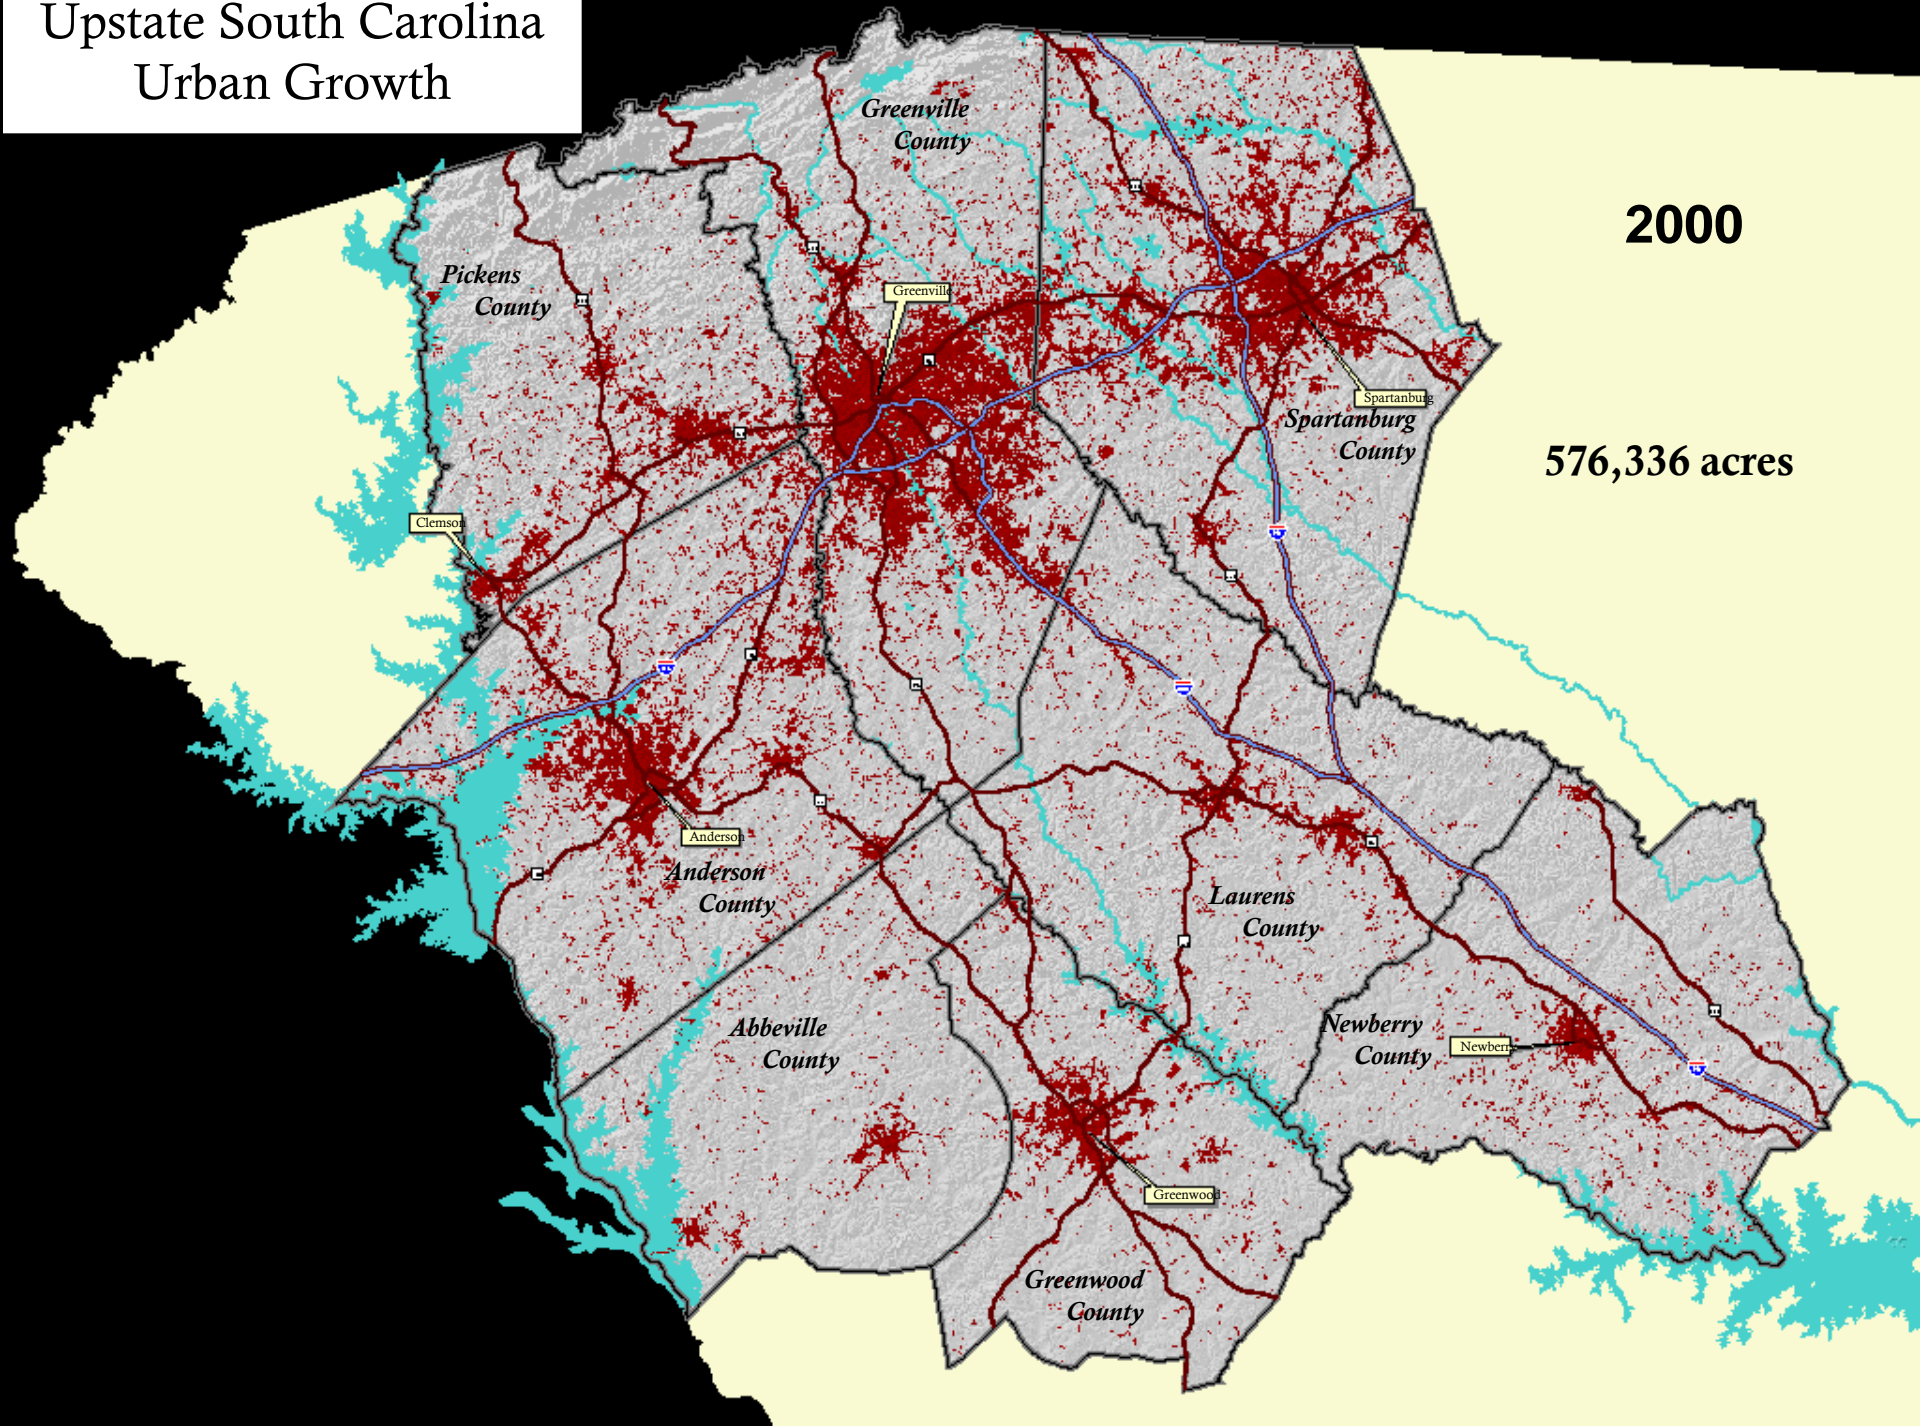 Upstate South Carolina
Urban Growth
Greenville
County
2000
Pickens
County
Greenville
Spartanburg
Spartanburg
County
576,336 acres
Clemson
Anderson
Anderson
County
Laurens
County
Abbeville
County
Newberry
County
Newberr
Greenwood
Greenwood
County